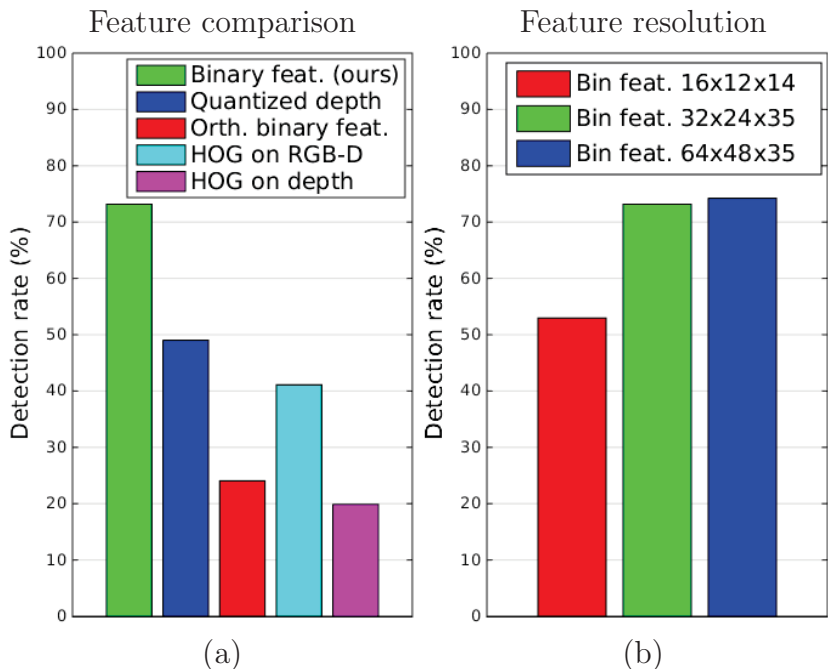 Feature comparison
100
90
80
70
60
50
40
30
20
10
0
Detection rate (%)
Binary feat. (ours)
Quantized depth
Orth. binary feat.
HOG on RGB-D
HOG on depth
(a)
Feature resolution
100
90
80
70
60
50
40
30
20
10
0
Detection rate (%)
Bin feat. 16x12x14
Bin feat. 32x24x35
Bin feat. 64x48x35
(b)